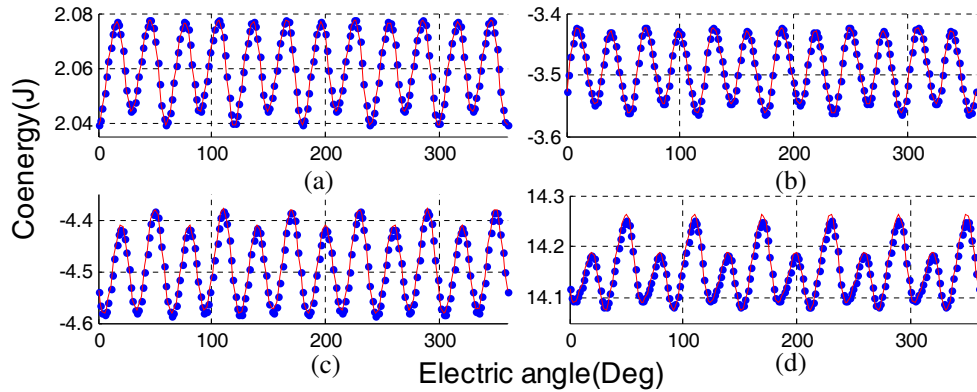 Coenergy(J)
2.08
2.06
2.04
0 100 200 300
(a)
-3.4
-3.5
-3.6
0 100 200 300
(b)
-4.4
-4.5
-4.6
0 100 200 300
(c)
14.3
14.2
14.1
0 100 200 300
(d)
Electric angle(Deg)